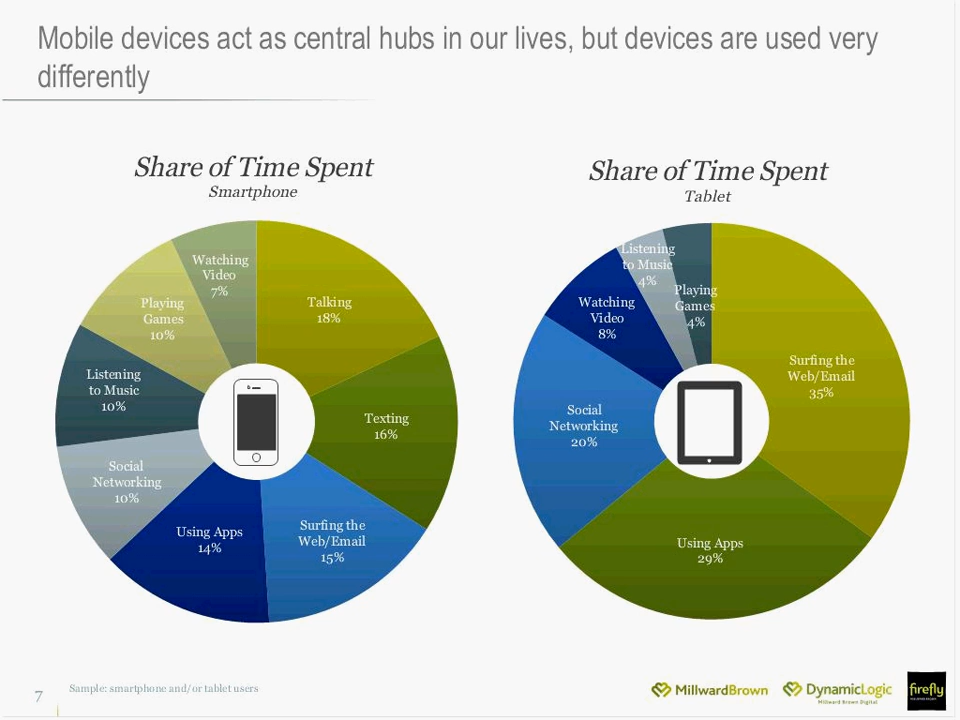 Mobile devices act as central hubs in our lives, but devices are used very
differently
Share of Time Spent
Smartphone
Watching
Video
7%
Talking
18%
Playing
Games
10%
Listening
to Music
10%
Texting
16%
Social
Networking
10%
Using Apps
14%
Surfing the
Web/Email
15%
Share of Time Spent
Tablet
Listening
to Music
4%
Playing
Games
4%
Watching
Video
8%
Surfing the
Web/Email
35%
Social
Networking
20%
Using Apps
29%
7
Sample: smartphone and/or tablet users
MillwardBrown
DynamicLogic
Millward Brown Digital
firefly